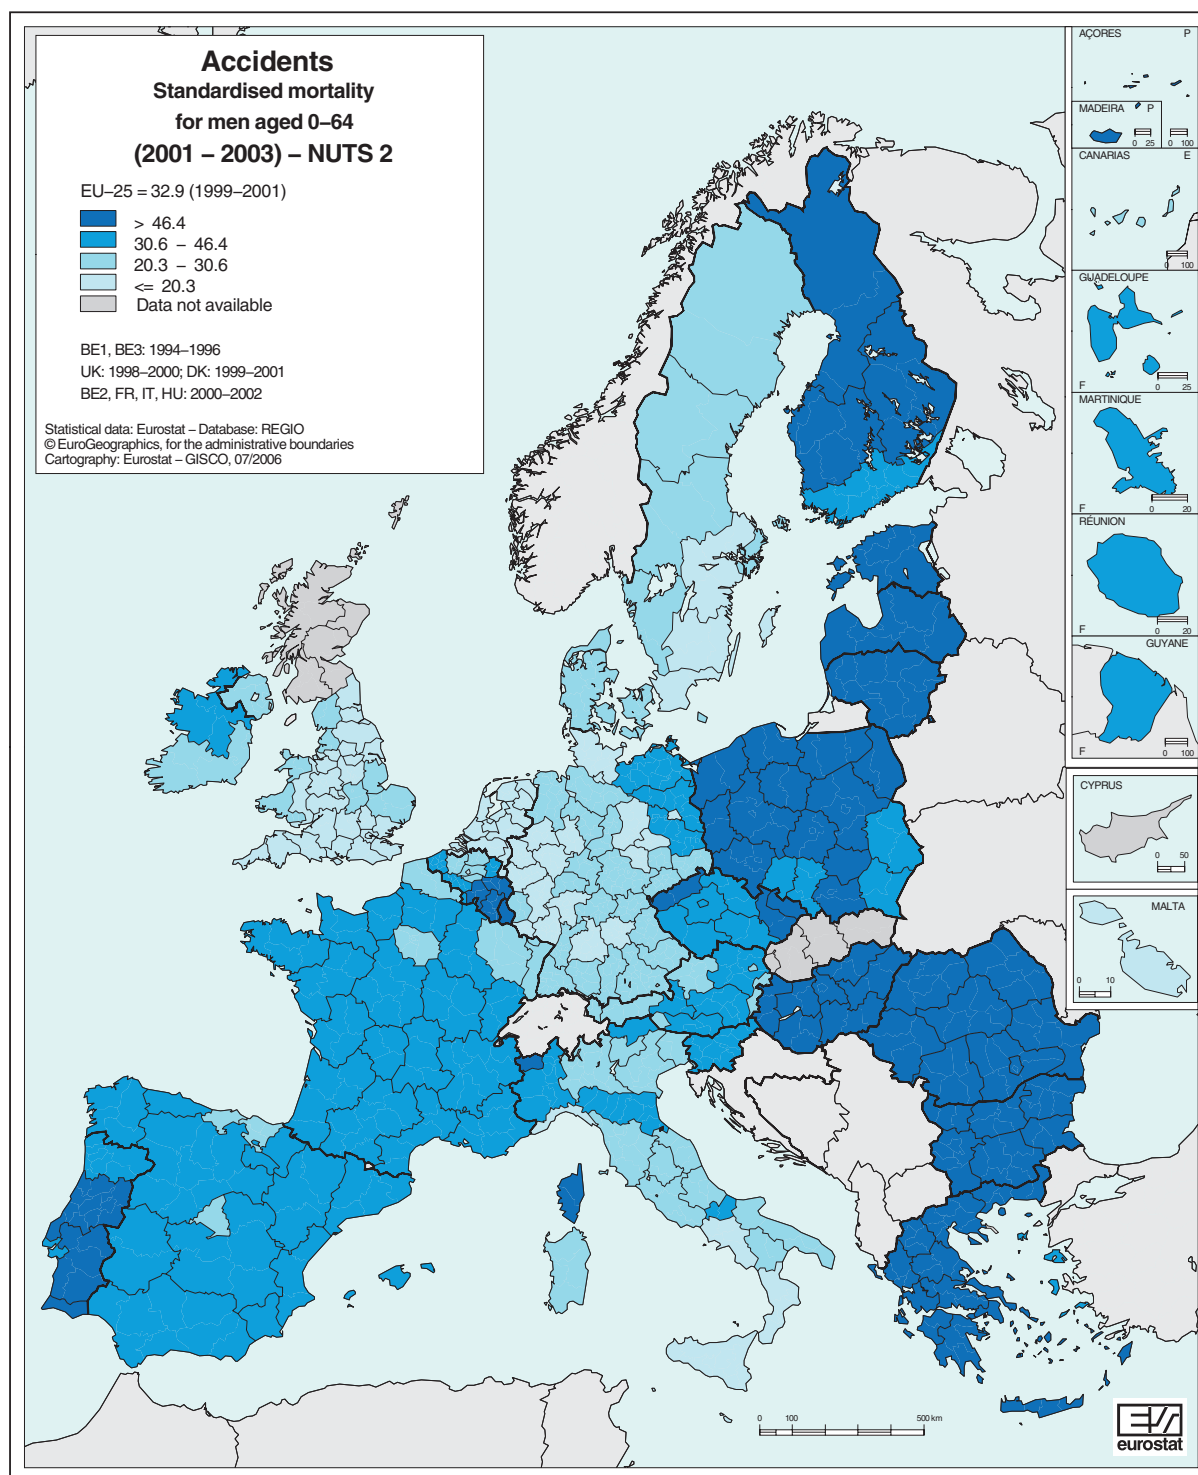 Accidents
Standardised mortality
for men aged 0–64
(2001 – 2003) – NUTS 2
EU–25 = 32.9 (1999–2001)
> 46.4
30.6 – 46.4
20.3 – 30.6
<= 20.3
Data not available
BE1, BE3: 1994–1996
UK: 1998–2000; DK: 1999–2001
BE2, FR, IT, HU: 2000–2002
Statistical data: Eurostat – Database: REGIO
© EuroGeographics, for the administrative boundaries
Cartography: Eurostat – GISCO, 07/2006
AÇORES P
MADEIRA P
0 25 0 100
CANARIAS E
0 100
GUADELOUPE
F 0 25
MARTINIQUE
F 0 20
RÉUNION
F 0 20
GUYANE
F 0 100
CYPRUS
0 50
MALTA
0 10
0 100 500 km
eurostat